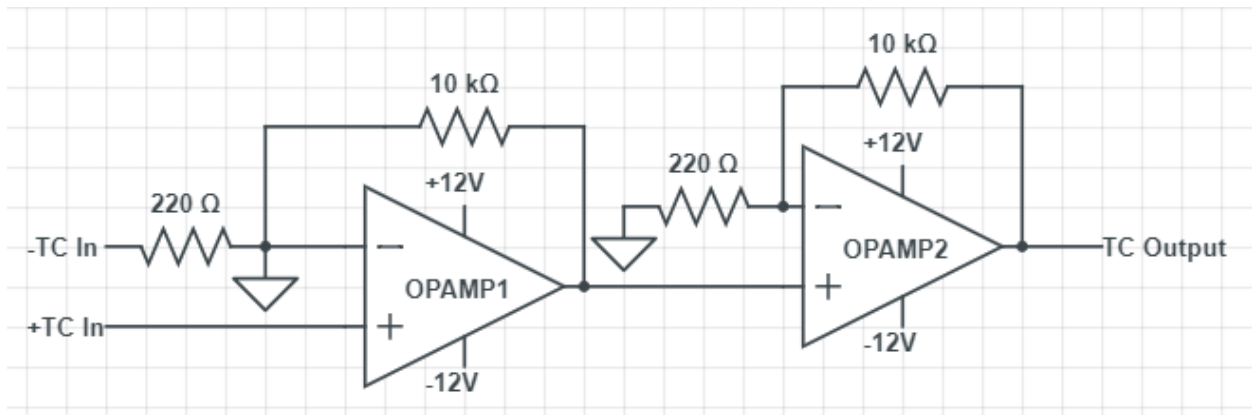 10 kΩ
10 kΩ
+12V
220 Ω
+12V
220 Ω
-TC In
−
−
OPAMP1
OPAMP2
TC Output
+TC In
+
+
-12V
-12V